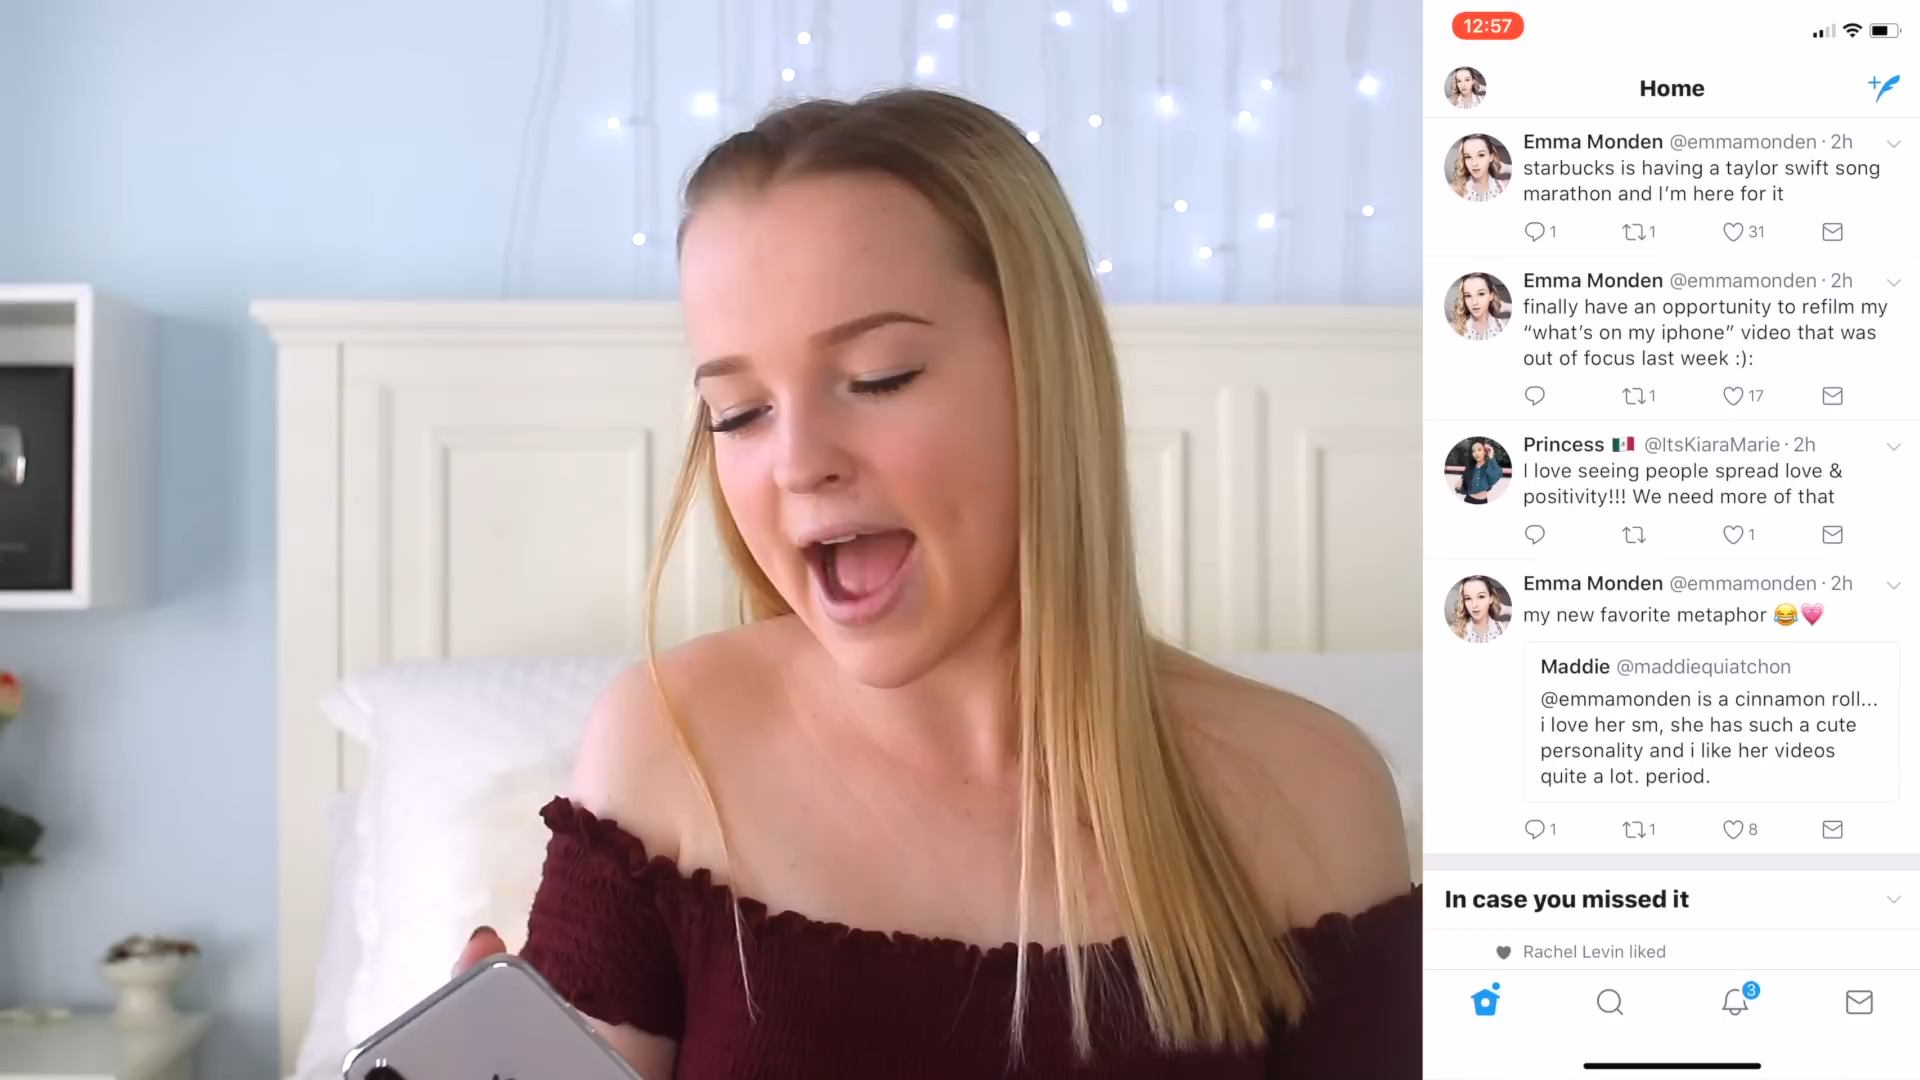 12:57
Home
Emma Monden @emmamonden · 2h
starbucks is having a taylor swift song
marathon and I'm here for it
1 1 31
Emma Monden @emmamonden · 2h
finally have an opportunity to refilm my
“what's on my iphone” video that was
out of focus last week :):
1 17
Princess 🇲🇽 @ItsKiaraMarie · 2h
I love seeing people spread love &
positivity!!! We need more of that
1
Emma Monden @emmamonden · 2h
my new favorite metaphor 😂💗
Maddie @maddiequiatchon
@emmamonden is a cinnamon roll...
i love her sm, she has such a cute
personality and i like her videos
quite a lot. period.
1 1 8
In case you missed it
Rachel Levin liked
3